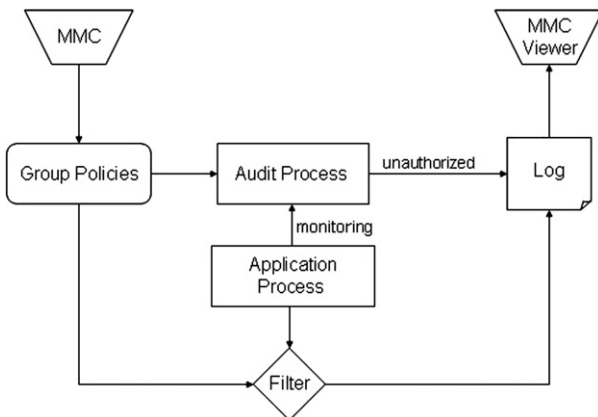 MMC
MMC
Viewer
Group Policies
Audit Process
unauthorized
Log
monitoring
Application
Process
Filter